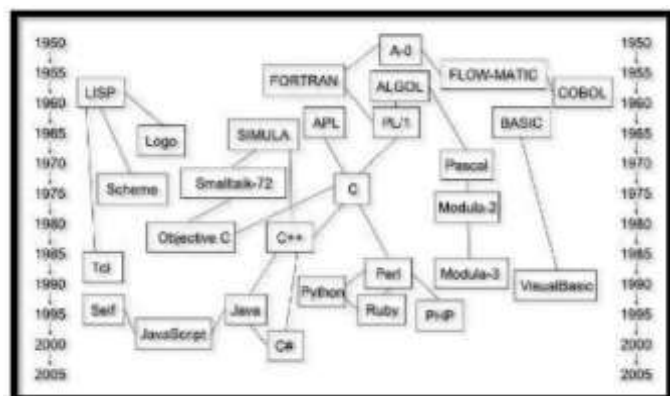 1950 A-0 1950
1955 FORTRAN ALGOL FLOW-MATIC 1955
1960 LISP COBOL 1960
1965 Logo SIMULA APL PL/1 BASIC 1965
1970 Scheme Smalltalk-72 Pascal 1970
1975 C 1975
1980 Objective C C++ Modula-2 1980
1985 Tcl Perl Modula-3 1985
1990 Python VisualBasic 1990
1995 Self JavaScript Java Ruby PHP 1995
2000 C# 2000
2005 2005